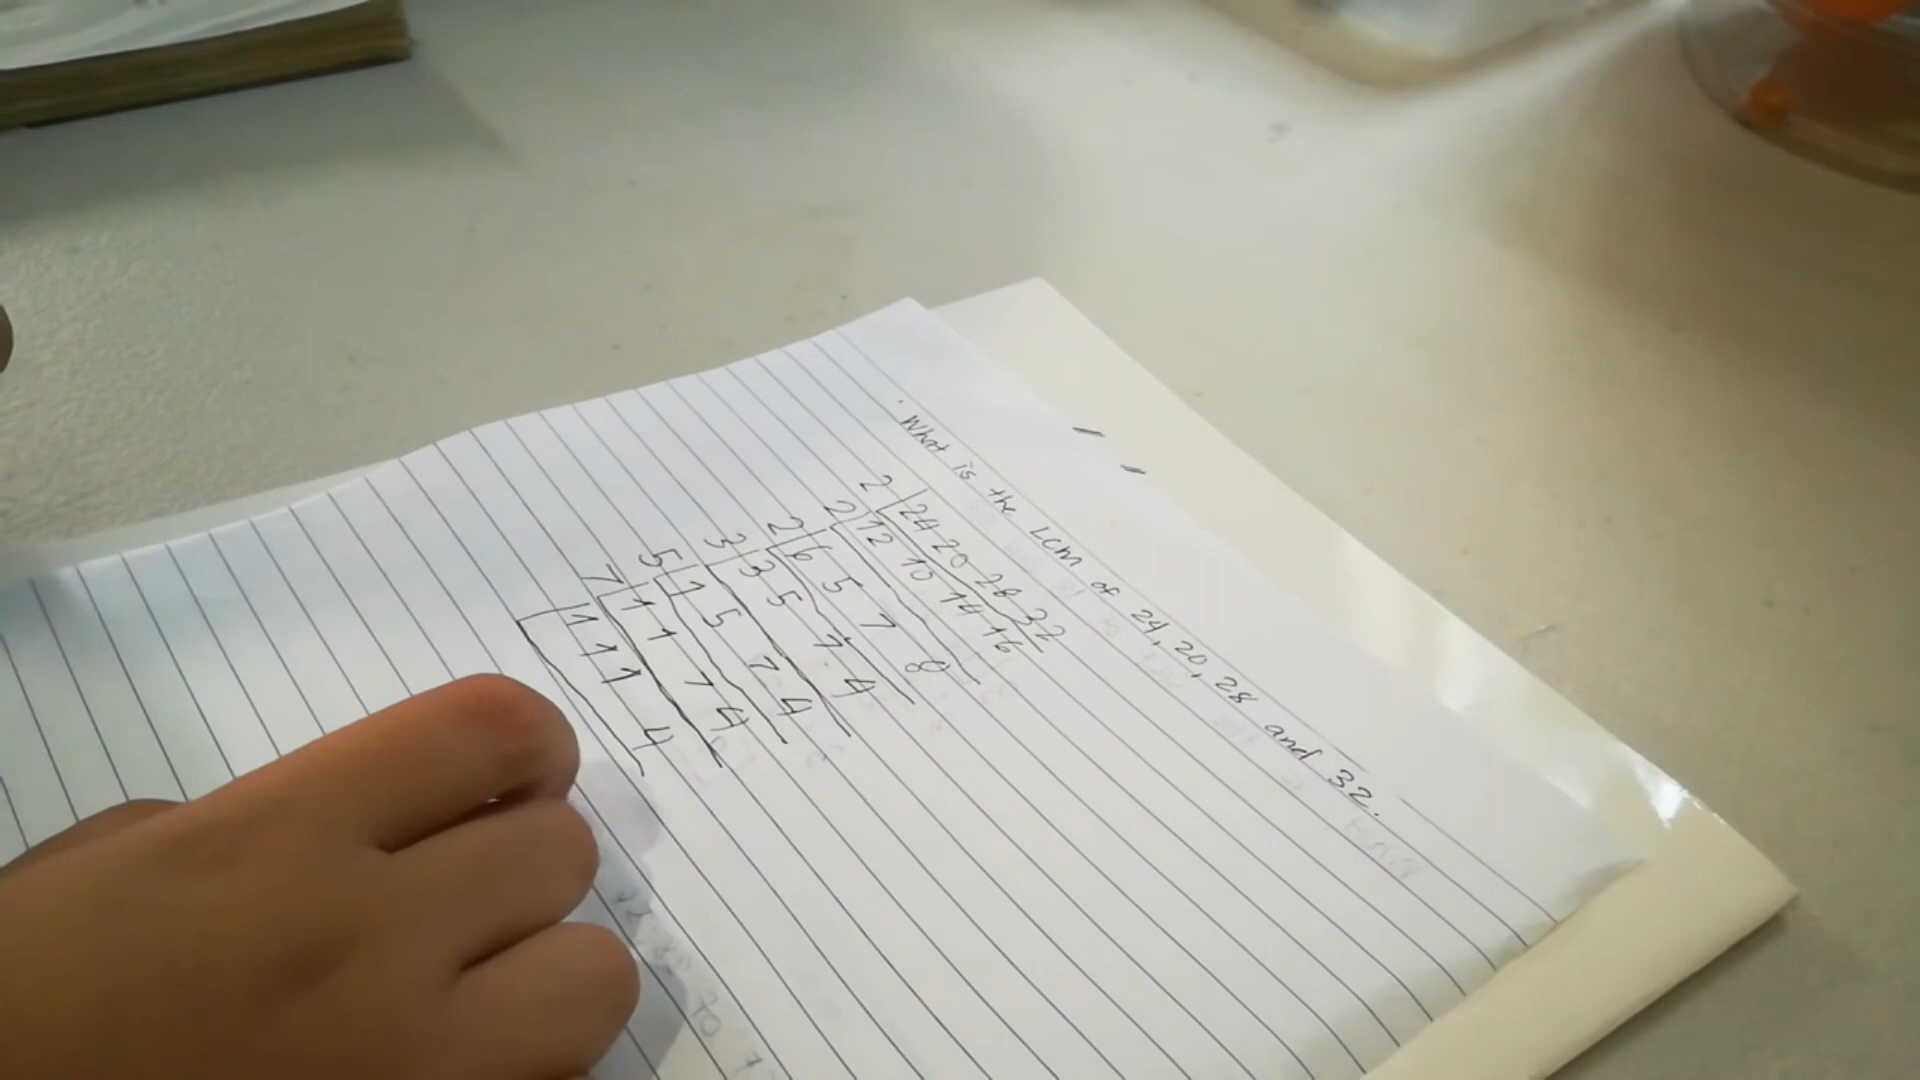 What is the LCM of 24, 20, 28 and 32.
2 24 20 28 32
2 12 10 14 16
2 6 5 7 8
3 3 5 7 4
5 1 5 7 4
7 1 1 7 4
1 1 1 4